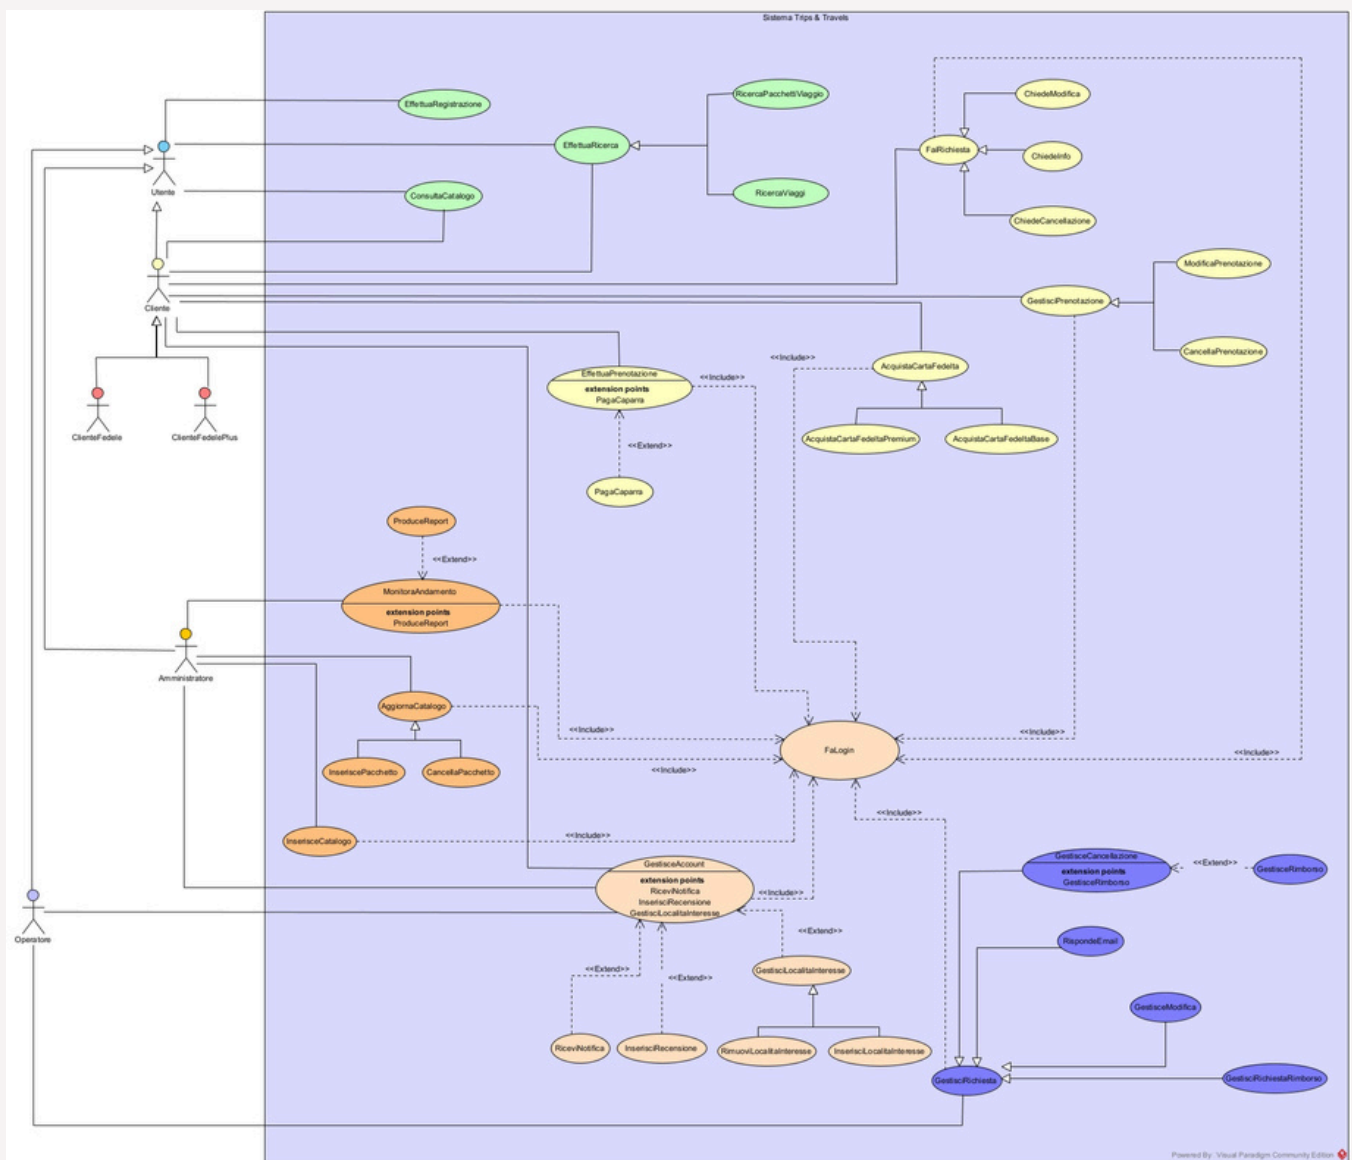 Sistema Trips & Travels
EffettuaRegistrazione
RicercaPacchettiViaggio
ChiedeModifica
EffettuaRicerca
FaiRichiesta
ChiedeInfo
Utente
ConsultaCatalogo
RicercaViaggi
ChiedeCancellazione
ModificaPrenotazione
Cliente
GestisciPrenotazione
CancellaPrenotazione
<<Include>>
AcquistaCartaFedelta
EffettuaPrenotazione
extension points
PagaCaparra
<<Include>>
ClienteFedele
ClienteFedelePlus
AcquistaCartaFedeltaPremium
AcquistaCartaFedeltaBase
<<Extend>>
PagaCaparra
ProduceReport
<<Extend>>
MonitoraAndamento
extension points
ProduceReport
Amministratore
AggiornaCatalogo
<<Include>>
<<Include>>
FaLogin
<<Include>>
<<Include>>
InseriscePacchetto
CancellaPacchetto
<<Include>>
InserisceCatalogo
<<Include>>
GestisceAccount
extension points
RiceviNotifica
InserisciRecensione
GestisciLocalitaInteresse
<<Include>>
GestisceCancellazione
extension points
GestisceRimborso
<<Extend>>
GestisceRimborso
Operatore
<<Extend>>
RispondeEmail
<<Extend>>
<<Extend>>
GestisciLocalitaInteresse
GestisceModifica
RiceviNotifica
InserisciRecensione
RimuoviLocalitaInteresse
InserisciLocalitaInteresse
GestisciRichiesta
GestisciRichiestaRimborso
Powered By: Visual Paradigm Community Edition